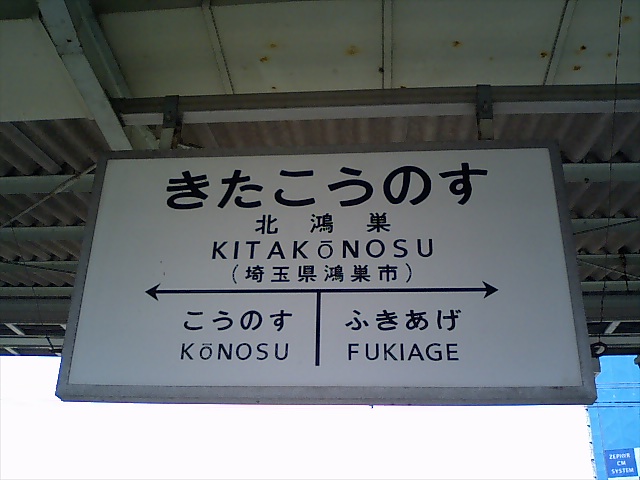 きたこうのす
北鴻巣
KITAKōNOSU
(埼玉県鴻巣市)
こうのす ふきあげ
KōNOSU FUKIAGE
ZEPHYR
CM
SYSTEM